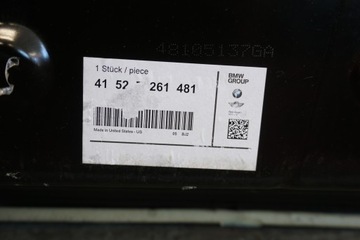 48105137GA
1 Stück / piece
41 52 261 481
BMW
GROUP
Made in United States - US